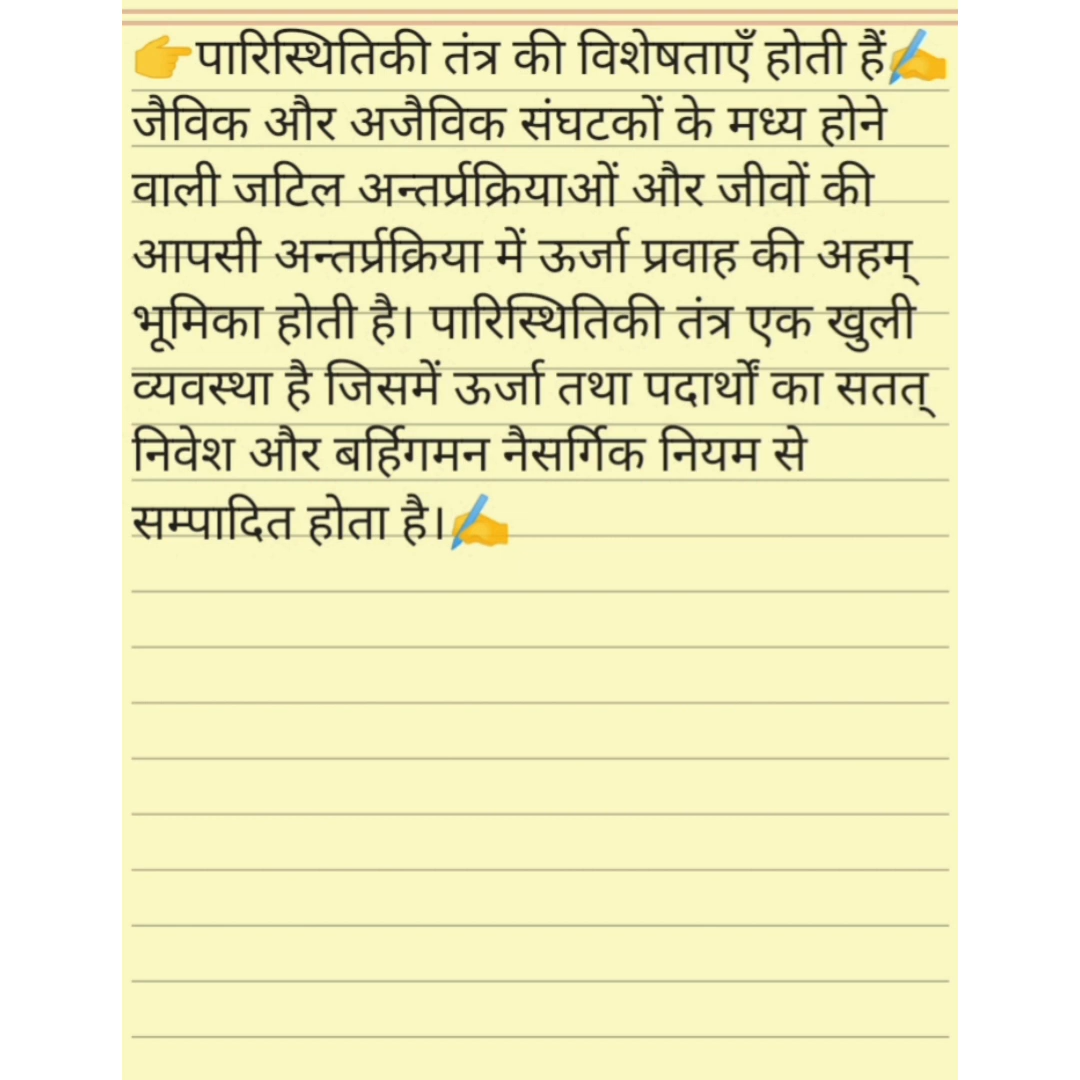 👉पारिस्थितिकी तंत्र की विशेषताएँ होती हैं✍
जैविक और अजैविक संघटकों के मध्य होने
वाली जटिल अन्तर्प्रक्रियाओं और जीवों की
आपसी अन्तर्प्रक्रिया में ऊर्जा प्रवाह की अहम्
भूमिका होती है। पारिस्थितिकी तंत्र एक खुली
व्यवस्था है जिसमें ऊर्जा तथा पदार्थों का सतत्
निवेश और बर्हिगमन नैसर्गिक नियम से
सम्पादित होता है।✍